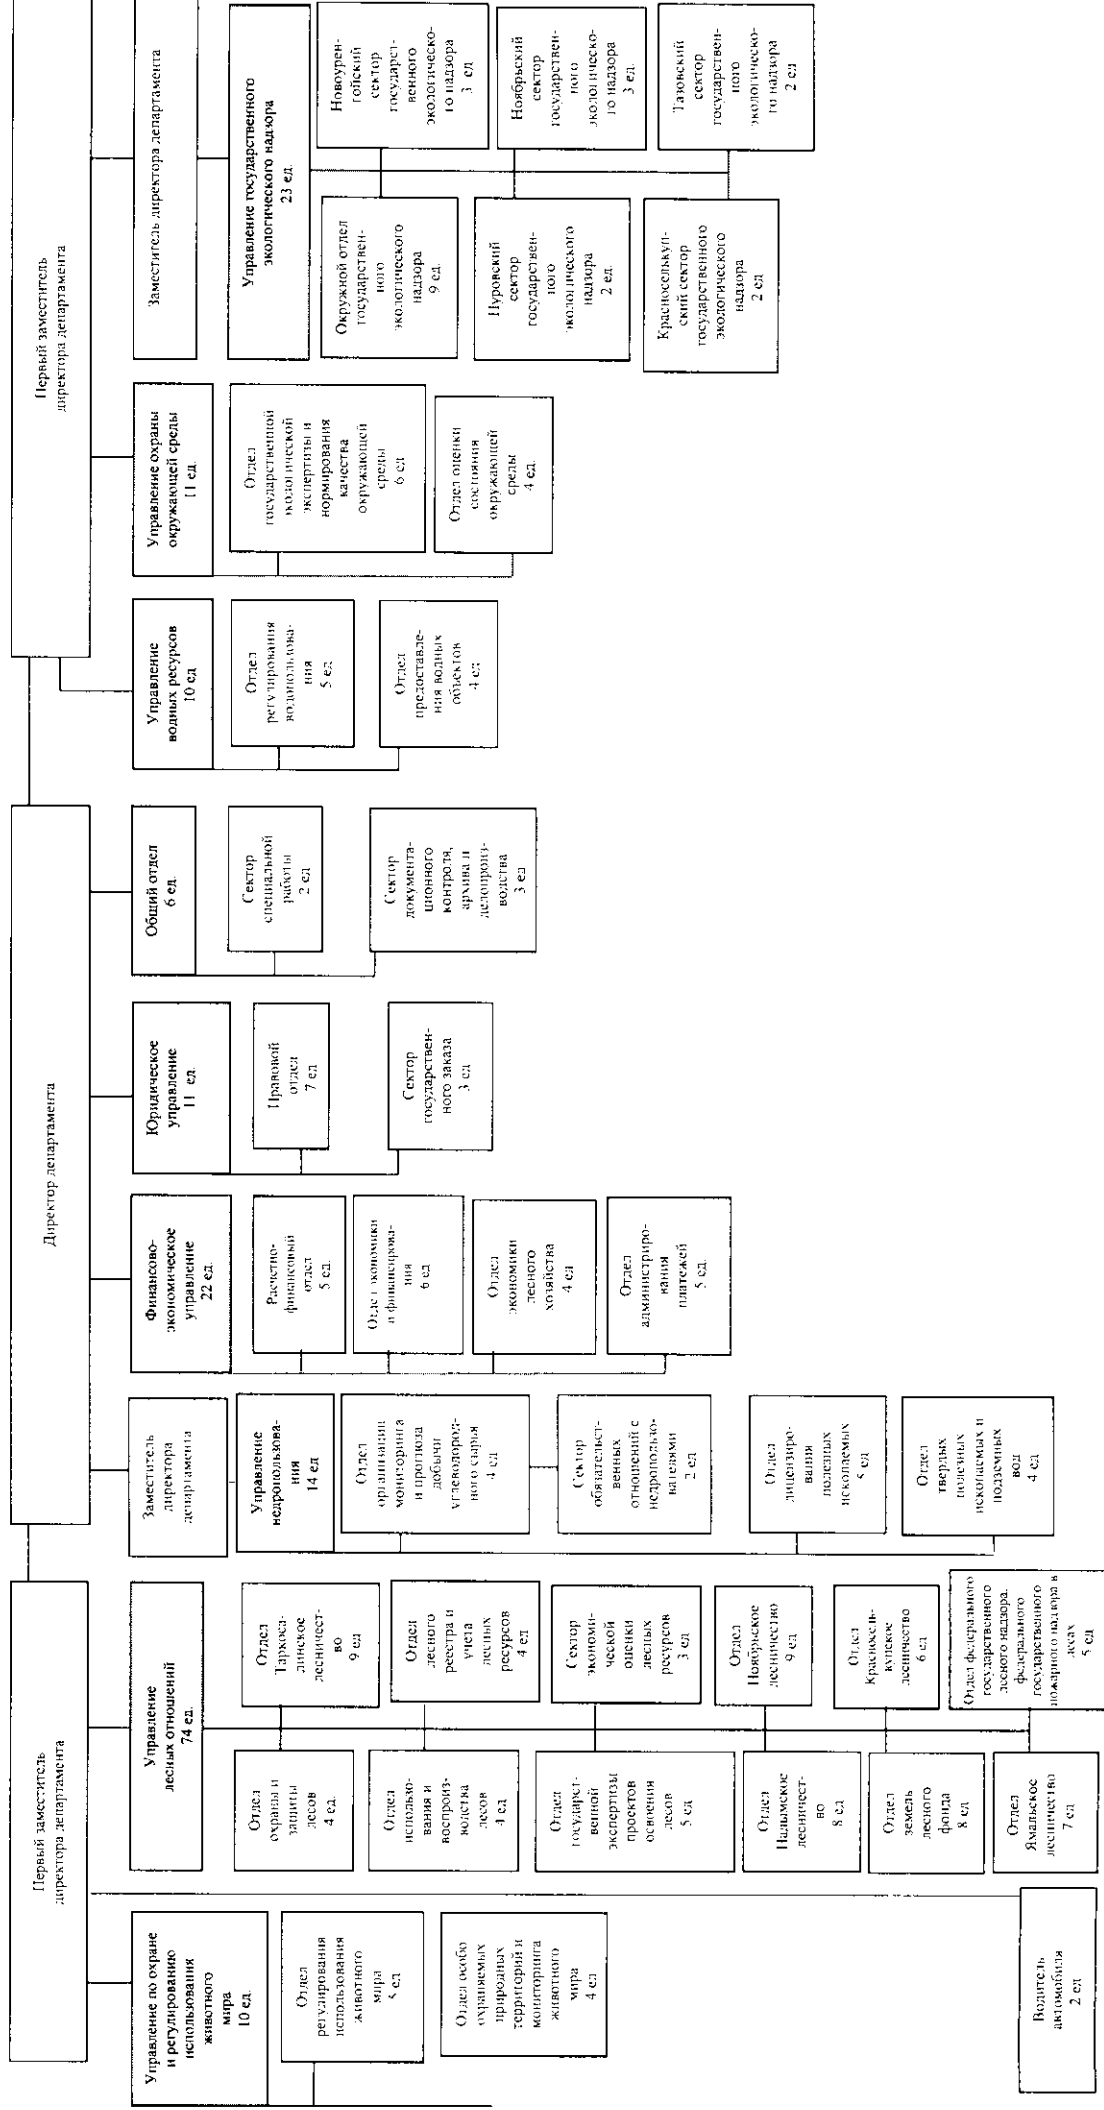 Первый заместитель
директора департамента
Директор департамента
Первый заместитель
директора департамента
Управление по охране
и регулированию
использования
животного
мира
10 ед.
Отдел
регулирования
использования
животного
мира
5 ед
Отдел особо
охраняемых
природных
территорий и
мониторинга
животного
мира
4 ед
Водитель
автомобиля
2 ед
Управление
лесных отношений
74 ед.
Отдел
охраны и
защиты
лесов
4 ед.
Отдел
Таркоса-
линское
лесничест-
во
9 ед
Отдел
использо-
вания и
воспроиз-
водства
лесов
4 ед
Отдел
лесного
реестра и
учета
лесных
ресурсов
4 ед
Отдел
государст-
венной
экспертизы
проектов
освоения
лесов
5 ед
Сектор
экономи-
ческой
оценки
лесных
ресурсов
3 ед
Отдел
Надымское
лесничест-
во
8 ед
Отдел
Ноябрьское
лесничество
9 ед
Отдел
земель
лесного
фонда
8 ед
Отдел
Красносель-
купское
лесничество
6 ед
Отдел
Ямальское
лесничество
7 ед
Отдел федерального
государственного
лесного надзора,
федерального
государственного
пожарного надзора в
лесах
5 ед
Заместитель
директора
департамента
Управление
недропользова-
ния
14 ед
Отдел
организации
мониторинга
и прогноза
добычи
углеводород-
ного сырья
4 ед
Сектор
обязательст-
венных
отношений с
недропользо-
вателями
2 ед
Отдел
лицензиро-
вания
полезных
ископаемых
5 ед
Отдел
твердых
полезных
ископаемых и
подземных
вод
4 ед
Финансово-
экономическое
управление
22 ед.
Расчетно-
финансовый
отдел
5 ед.
Отдел экономики
и финансирова-
ния
6 ед
Отдел
экономики
лесного
хозяйства
4 ед
Отдел
администриро-
вания
платежей
5 ед.
Юридическое
управление
11 ед.
Правовой
отдел
7 ед
Сектор
государствен-
ного заказа
3 ед
Общий отдел
6 ед.
Сектор
специальной
работы
2 ед
Сектор
документа-
ционного
контроля,
архива и
делопроиз-
водства
3 ед
Управление
водных ресурсов
10 ед
Отдел
регулирования
водопользова-
ния
5 ед
Отдел
предоставле-
ния водных
объектов
4 ед
Управление охраны
окружающей среды
11 ед.
Отдел
государственной
экологической
экспертизы и
нормирования
качества
окружающей
среды
6 ед
Отдел оценки
состояния
окружающей
среды
4 ед.
Заместитель директора департамента
Управление государственного
экологического надзора
23 ед.
Окружной отдел
государствен-
ного
экологического
надзора
9 ед.
Новоурен-
гойский
сектор
государст-
венного
экологическо-
го надзора
3 ед
Пуровский
сектор
государствен-
ного
экологического
надзора
2 ед.
Ноябрьский
сектор
государствен-
ного
экологическо-
го надзора
3 ед.
Красноселькуп-
ский сектор
государственного
экологического
надзора
2 ед
Тазовский
сектор
государствен-
ного
экологическо-
го надзора
2 ед